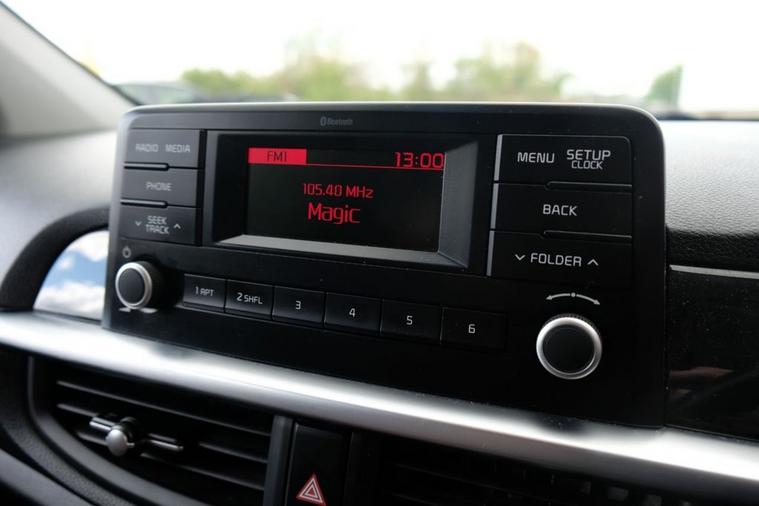 Bluetooth
RADIO MEDIA
FM1 13:00
MENU SETUP
CLOCK
PHONE
105.40 MHz
Magic
BACK
SEEK
TRACK
FOLDER
1 RPT
2 SHFL
3
4
5
6